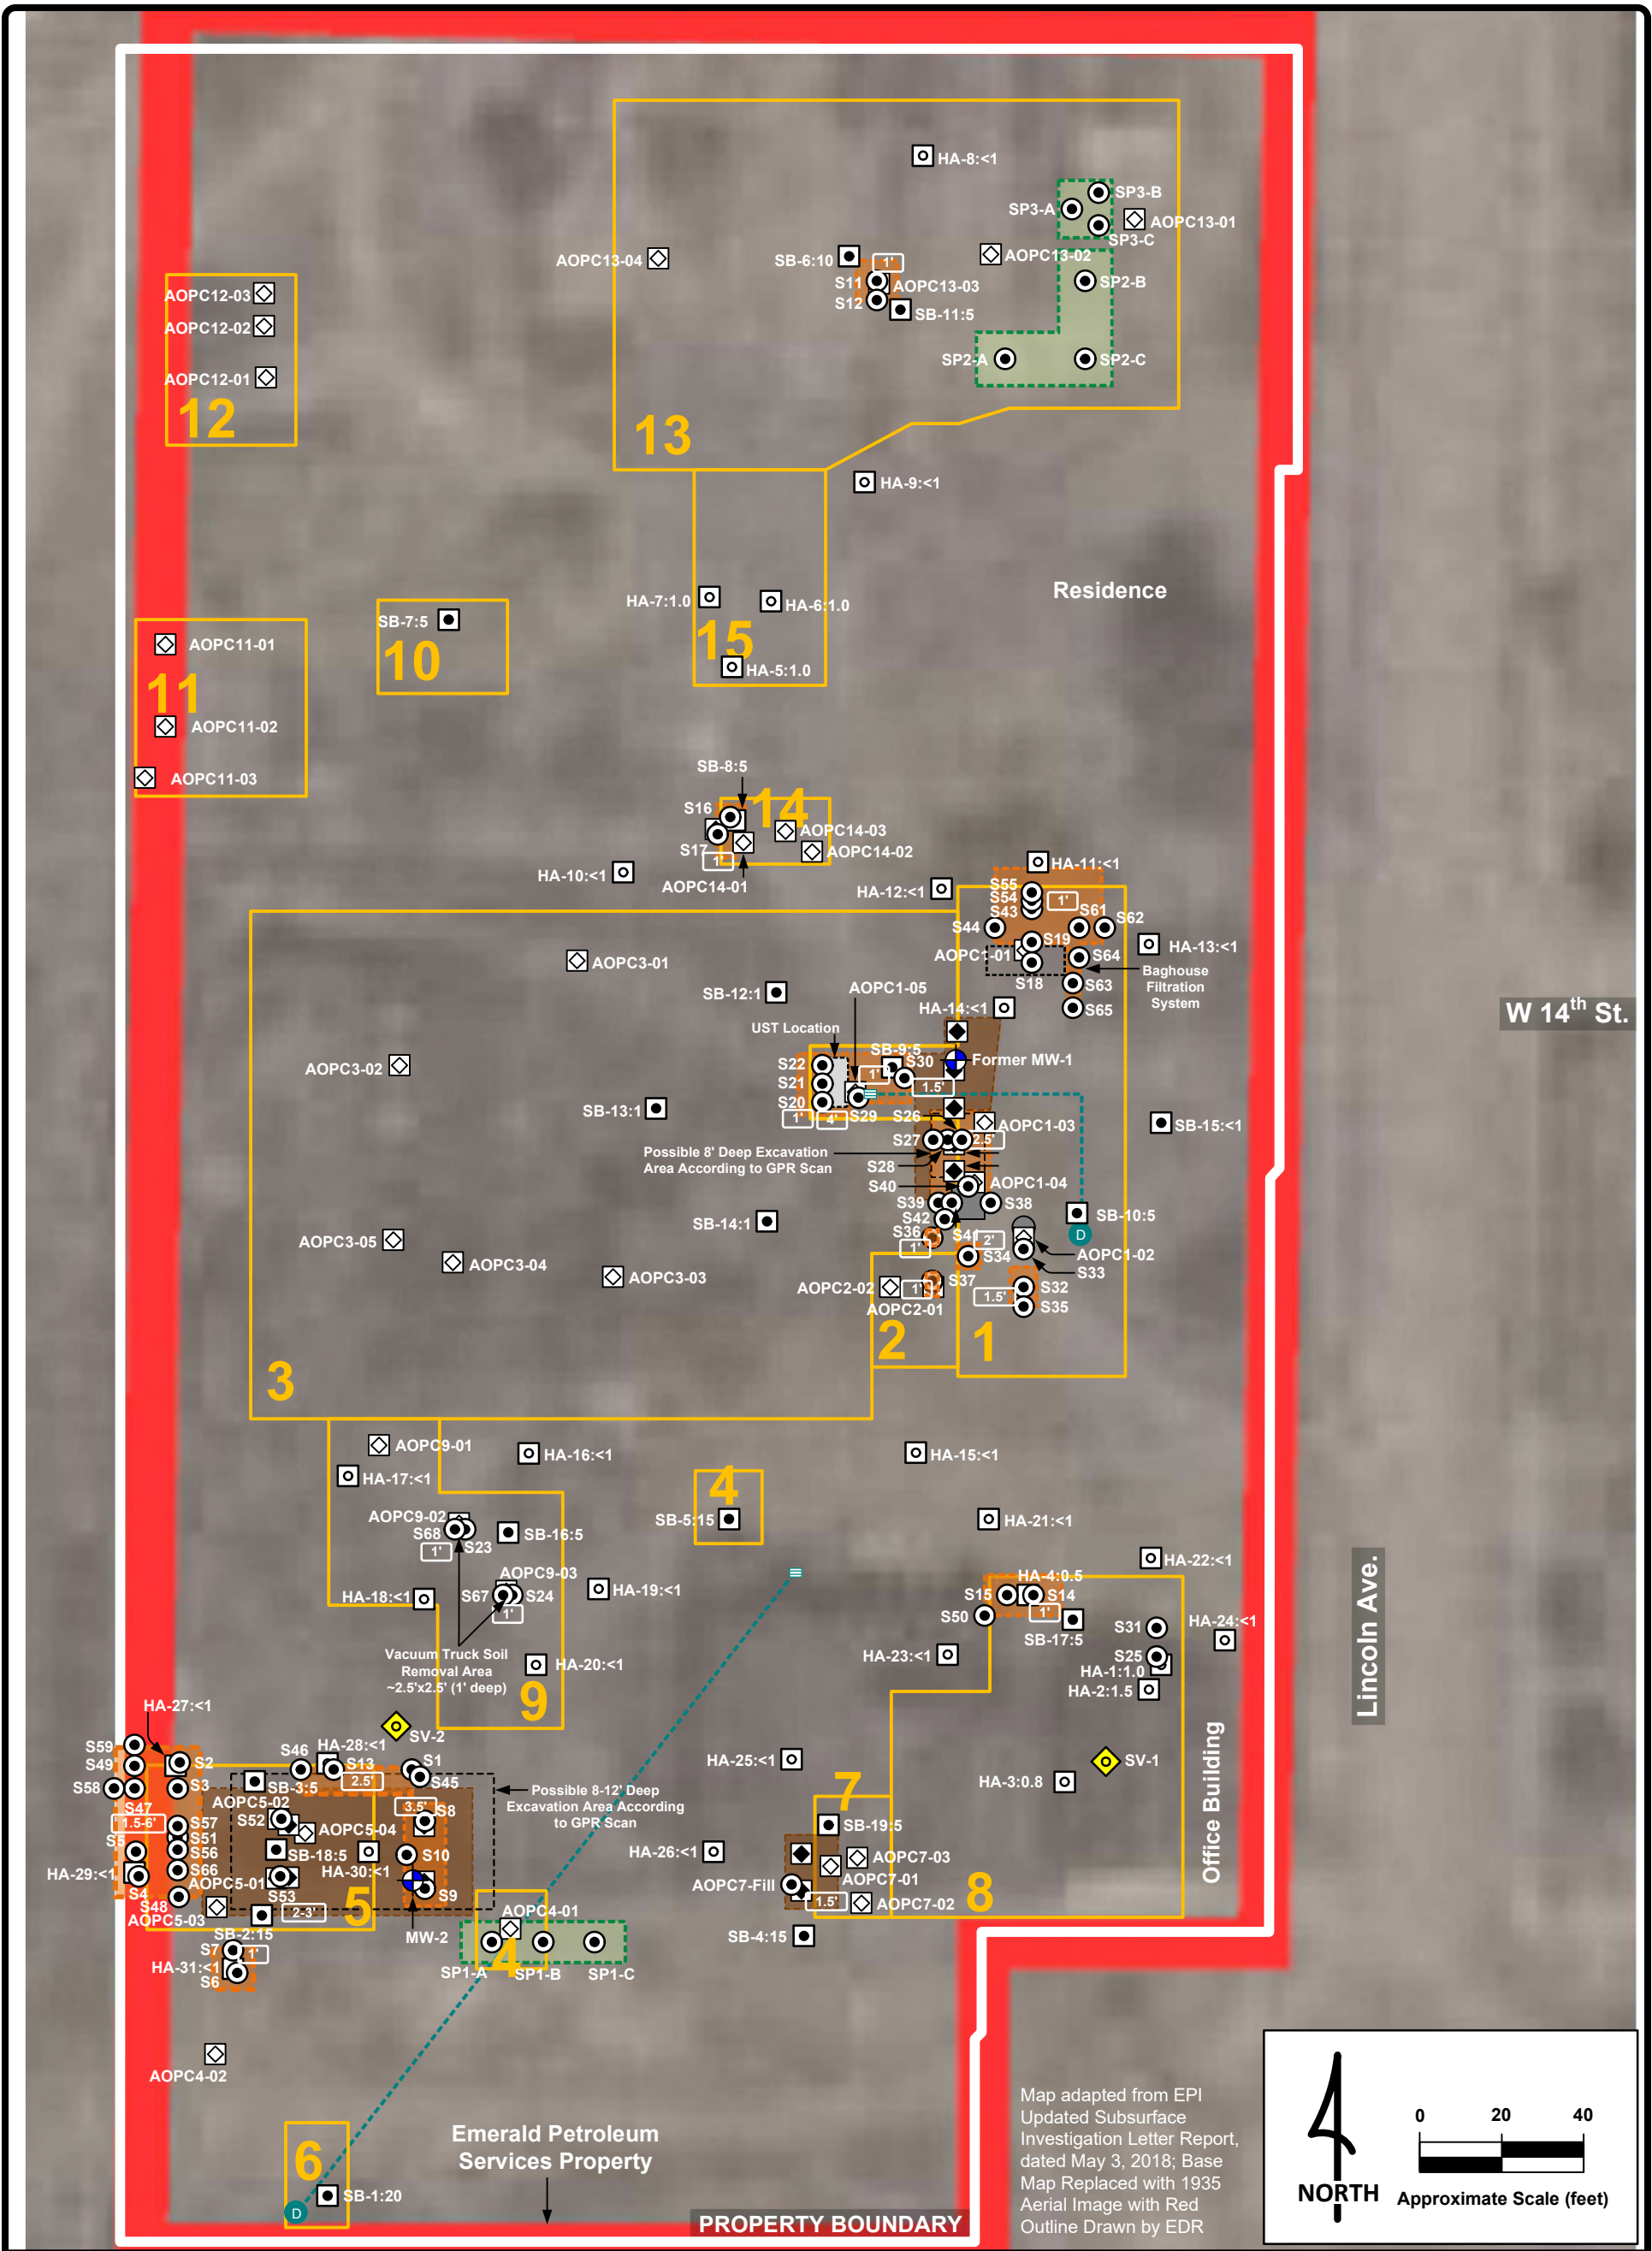 HA-8:<1
SP3-B
SP3-A
AOPC13-01
SP3-C
AOPC13-04
SB-6:10
1'
AOPC13-02
S11
AOPC13-03
SP2-B
S12
SB-11:5
AOPC12-03
AOPC12-02
SP2-A
SP2-C
AOPC12-01
12
13
HA-9:<1
Residence
HA-7:1.0
HA-6:1.0
SB-7:5
10
15
HA-5:1.0
AOPC11-01
11
AOPC11-02
AOPC11-03
SB-8:5
S16
14
AOPC14-03
S17
AOPC14-02
1'
HA-10:<1
AOPC14-01
HA-11:<1
HA-12:<1
S55
S54
1'
S43
S61
S62
S44
S19
HA-13:<1
AOPC1-01
S64
S18
Baghouse
Filtration
System
S63
S65
AOPC3-01
SB-12:1
AOPC1-05
HA-14:<1
W 14th St.
UST Location
SB-9:5
S30
Former MW-1
S22
1'
AOPC3-02
S21
1.5'
S20
SB-13:1
1'
4'
S29
S26
AOPC1-03
SB-15:<1
S27
2.5'
Possible 8' Deep Excavation
Area According to GPR Scan
S28
S40
AOPC1-04
S39
S38
S42
SB-14:1
SB-10:5
S36
S41
2'
D
1'
S34
AOPC1-02
S33
AOPC3-05
AOPC3-04
AOPC3-03
S37
AOPC2-02
1'
S32
AOPC2-01
1.5'
S35
2
1
3
AOPC9-01
HA-16:<1
HA-15:<1
HA-17:<1
4
AOPC9-02
SB-5:15
HA-21:<1
S68
SB-16:5
S23
1'
HA-22:<1
AOPC9-03
HA-4:0.5
HA-18:<1
S67
S24
HA-19:<1
S15
S14
1'
1'
S50
SB-17:5
S31
HA-24:<1
Vacuum Truck Soil
Removal Area
~2.5'x2.5' (1' deep)
HA-20:<1
HA-23:<1
S25
HA-1:1.0
HA-2:1.5
9
Lincoln Ave.
HA-27:<1
SV-2
S59
S46
HA-28:<1
S1
HA-25:<1
SV-1
S49
S2
S13
2.5'
S45
HA-3:0.8
S58
S3
SB-3:5
Possible 8-12' Deep
Excavation Area According
to GPR Scan
7
Office Building
S47
AOPC5-02
3.5'
S8
1.5-6'
S57
S52
AOPC5-04
SB-19:5
S5
S51
S56
SB-18:5
S10
HA-26:<1
AOPC7-03
HA-29:<1
S66
HA-30:<1
AOPC7-01
S4
AOPC5-01
S53
S9
AOPC7-Fill
8
S48
5
1.5'
AOPC7-02
AOPC5-03
2-3'
AOPC4-01
SB-2:15
MW-2
SB-4:15
S7
1'
HA-31:<1
SP1-A
4
SP1-B
SP1-C
S6
AOPC4-02
Emerald Petroleum
Services Property
6
SB-1:20
D
PROPERTY BOUNDARY
Map adapted from EPI
Updated Subsurface
Investigation Letter Report,
dated May 3, 2018; Base
Map Replaced with 1935
Aerial Image with Red
Outline Drawn by EDR
0 20 40
NORTH
Approximate Scale (feet)